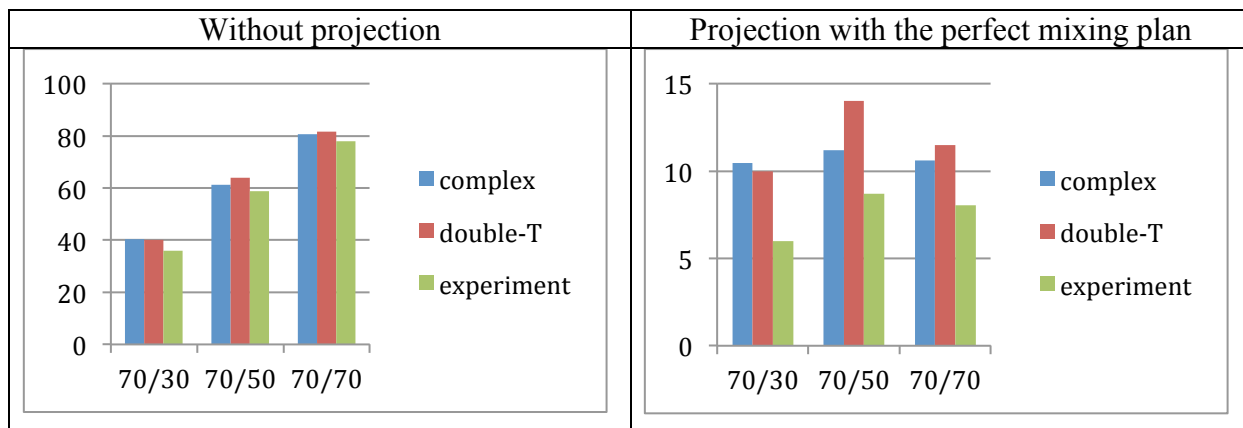 Without projection
Projection with the perfect mixing plan
100
80
60
40
20
0
70/30 70/50 70/70
complex
double-T
experiment
15
10
5
0
70/30 70/50 70/70
complex
double-T
experiment